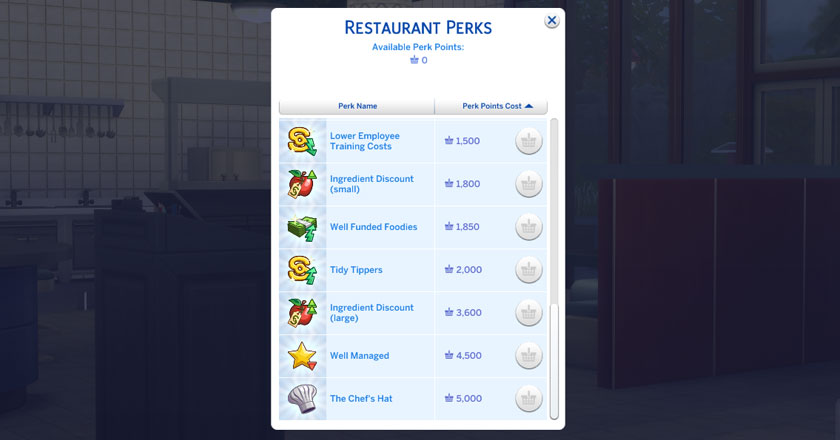 Restaurant Perks
Available Perk Points:
0
Perk Name
Perk Points Cost
Lower Employee
Training Costs
1,500
Ingredient Discount
(small)
1,800
Well Funded Foodies
1,850
Tidy Tippers
2,000
Ingredient Discount
(large)
3,600
Well Managed
4,500
The Chef's Hat
5,000